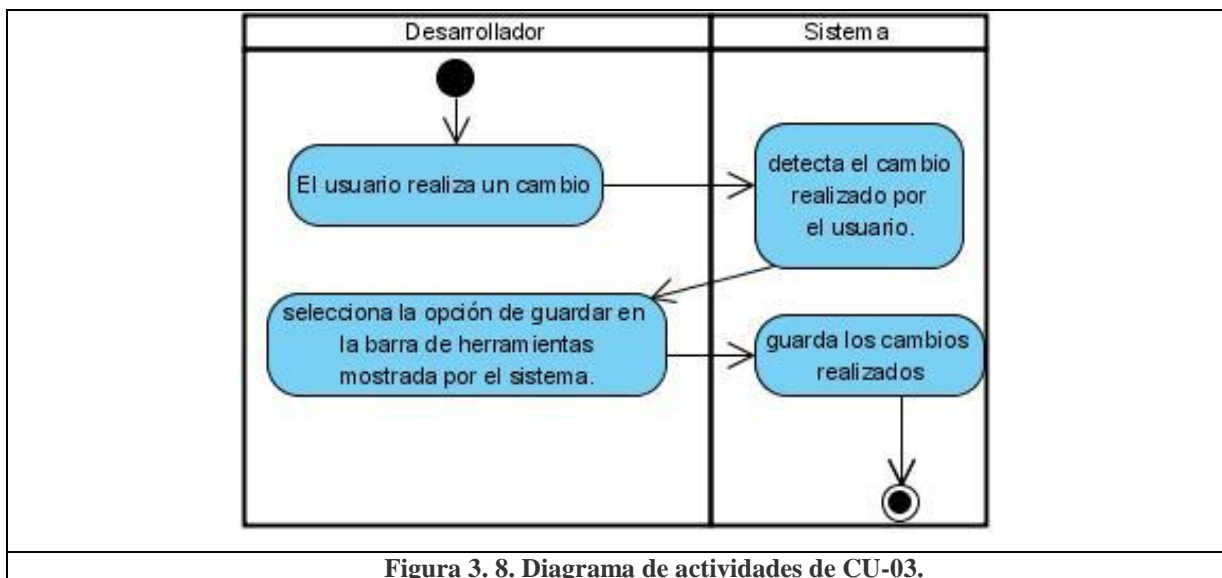 Desarrollador
Sistema
El usuario realiza un cambio
detecta el cambio
realizado por
el usuario.
selecciona la opción de guardar en
la barra de herramientas
mostrada por el sistema.
guarda los cambios
realizados
Figura 3. 8. Diagrama de actividades de CU-03.